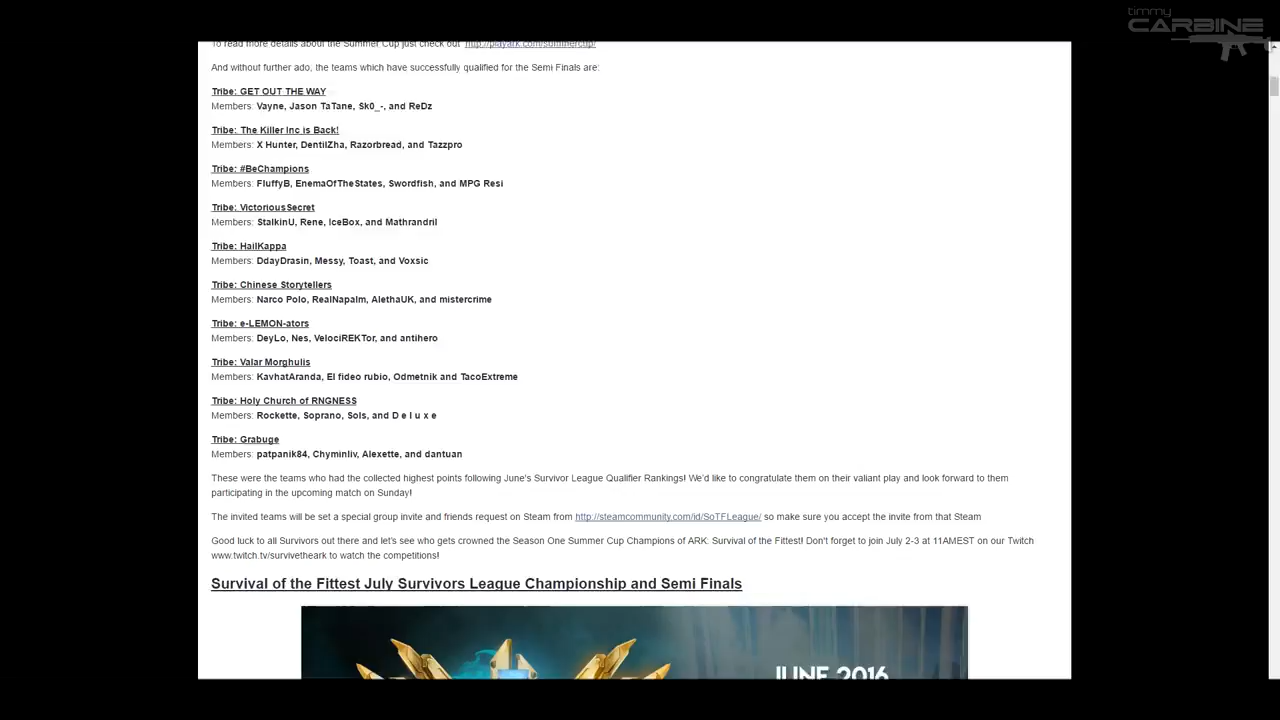 timmy
CARBINE
To read more details about the Summer Cup just check out http://playark.com/summercup/
And without further ado, the teams which have successfully qualified for the Semi Finals are:
Tribe: GET OUT THE WAY
Members: Vayne, Jason TaTane, Sk0_-, and ReDz
Tribe: The Killer Inc is Back!
Members: X Hunter, DentilZha, Razorbread, and Tazzpro
Tribe: #BeChampions
Members: FluffyB, EnemaOfTheStates, Swordfish, and MPG Resi
Tribe: VictoriousSecret
Members: StalkinU, Rene, iceBox, and Mathrandril
Tribe: HailKappa
Members: DdayDrasin, Messy, Toast, and Voxsic
Tribe: Chinese Storytellers
Members: Narco Polo, RealNapalm, AlethaUK, and mistercrime
Tribe: e-LEMON-ators
Members: DeyLo, Nes, VelociREKTor, and antihero
Tribe: Valar Morghulis
Members: KavhatAranda, El fideo rubio, Odmetnik and TacoExtreme
Tribe: Holy Church of RNGNESS
Members: Rockette, Soprano, Sols, and D e l u x e
Tribe: Grabuge
Members: patpanik84, Chyminliv, Alexette, and dantuan
These were the teams who had the collected highest points following June's Survivor League Qualifier Rankings! We'd like to congratulate them on their valiant play and look forward to them
participating in the upcoming match on Sunday!
The invited teams will be set a special group invite and friends request on Steam from http://steamcommunity.com/id/SoTFLeague/ so make sure you accept the invite from that Steam
Good luck to all Survivors out there and let's see who gets crowned the Season One Summer Cup Champions of ARK: Survival of the Fittest! Don't forget to join July 2-3 at 11AMEST on our Twitch
www.twitch.tv/survivetheark to watch the competitions!
Survival of the Fittest July Survivors League Championship and Semi Finals
JUNE 2016